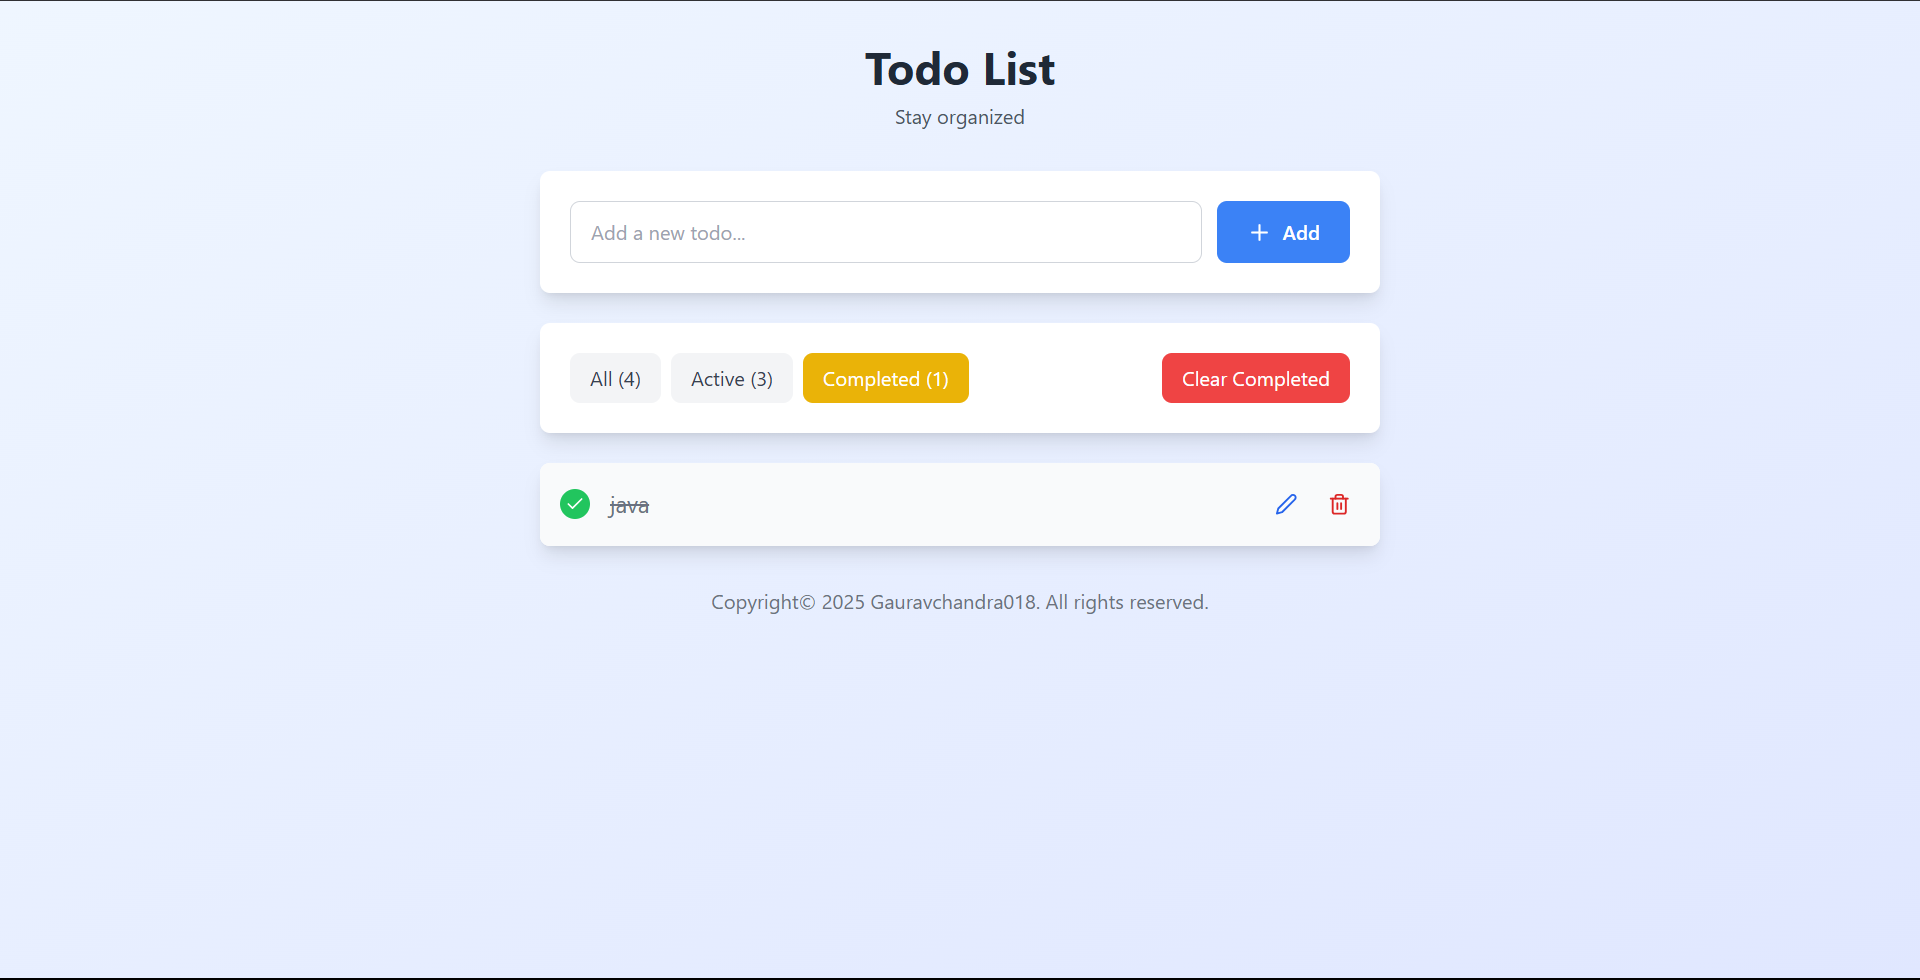 Todo List
Stay organized
Add a new todo...
Add
All (4) Active (3) Completed (1) Clear Completed
java
Copyright© 2025 Gauravchandra018. All rights reserved.